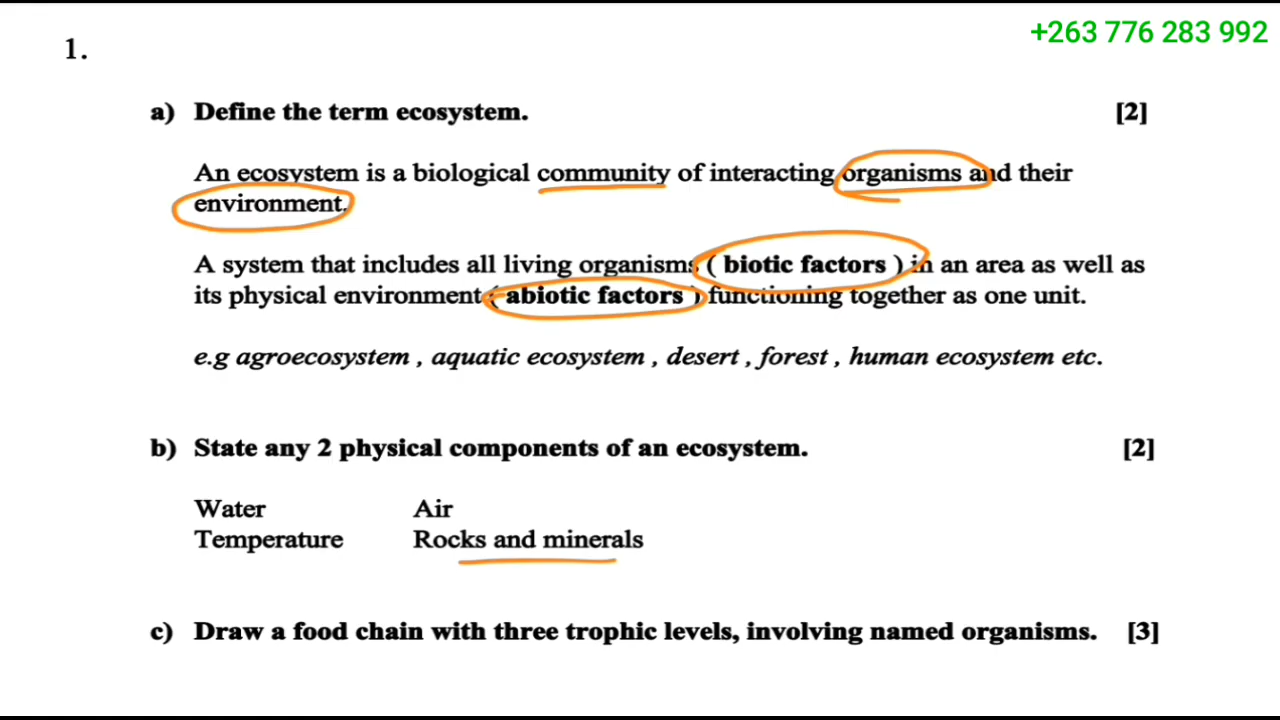 +263 776 283 992
1.
a) Define the term ecosystem. [2]
An ecosystem is a biological community of interacting organisms and their
environment.
A system that includes all living organisms ( biotic factors ) in an area as well as
its physical environment ( abiotic factors ) functioning together as one unit.
e.g agroecosystem , aquatic ecosystem , desert , forest , human ecosystem etc.
b) State any 2 physical components of an ecosystem. [2]
Water Air
Temperature Rocks and minerals
c) Draw a food chain with three trophic levels, involving named organisms. [3]